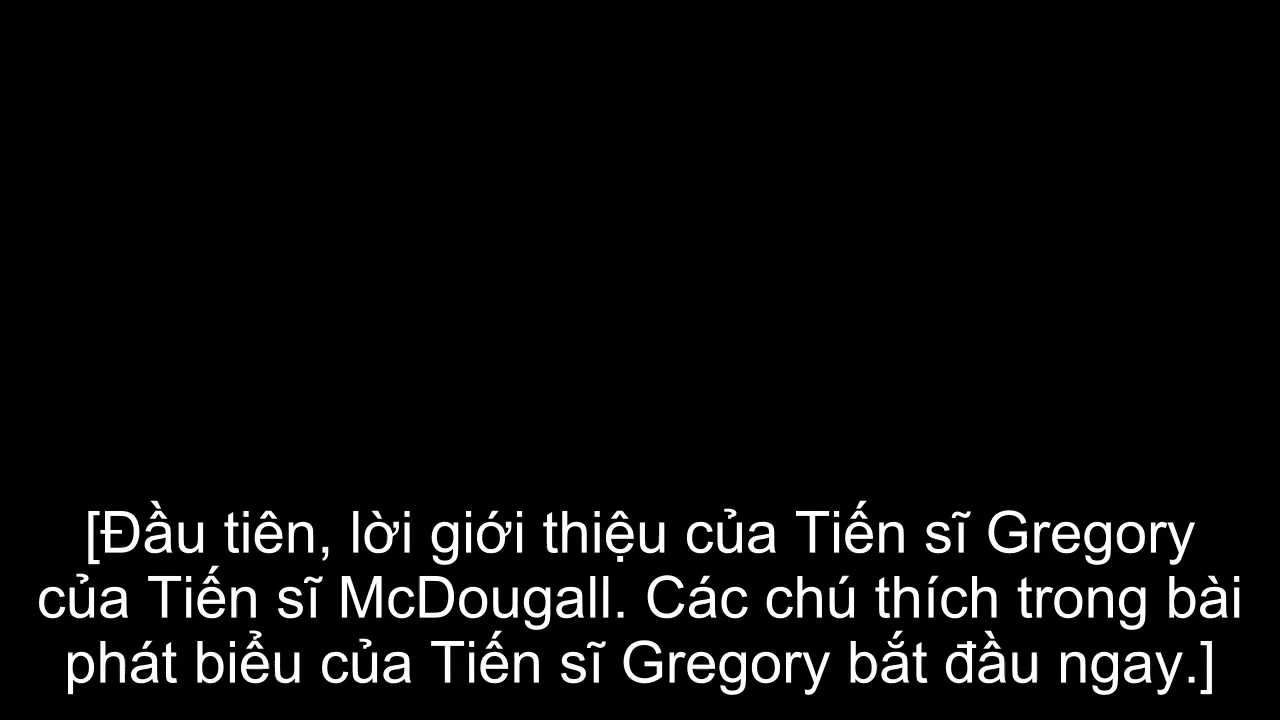 [Đầu tiên, lời giới thiệu của Tiến sĩ Gregory
của Tiến sĩ McDougall. Các chú thích trong bài
phát biểu của Tiến sĩ Gregory bắt đầu ngay.]